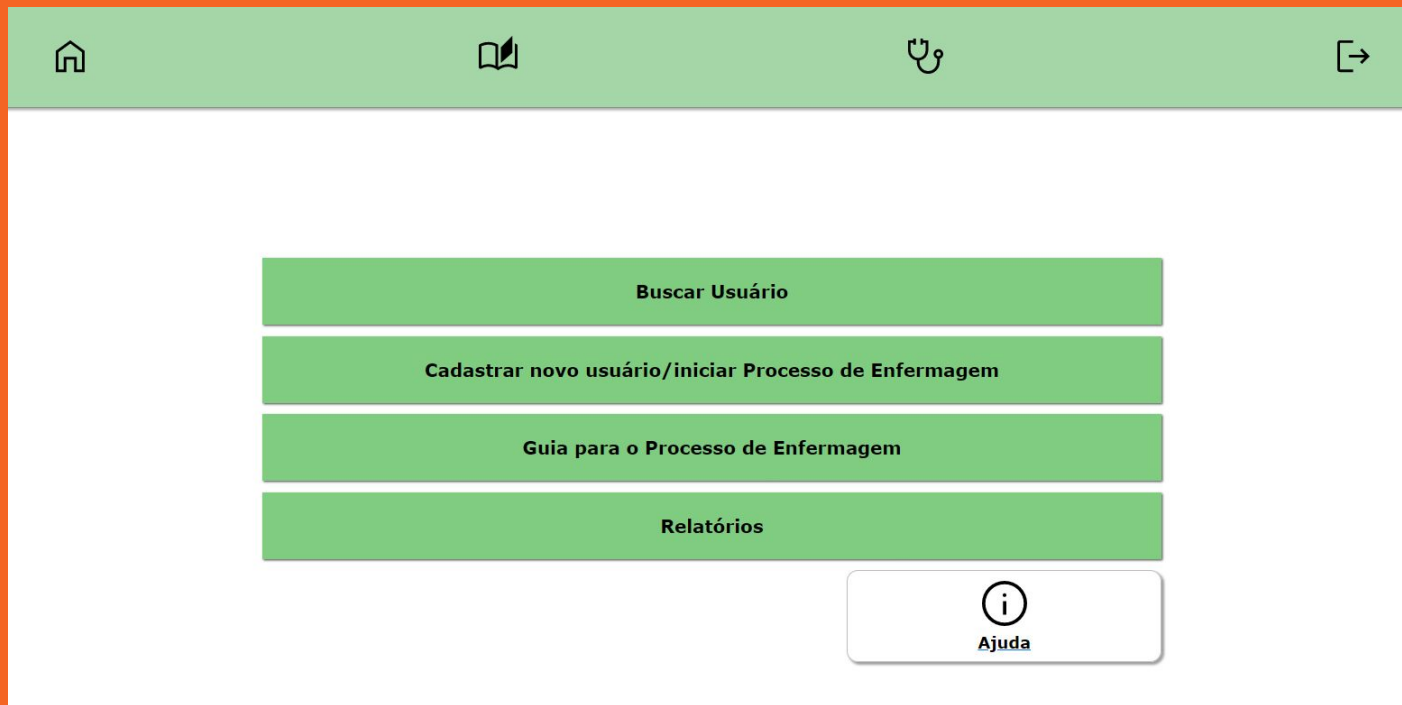 Buscar Usuário
Cadastrar novo usuário/iniciar Processo de Enfermagem
Guia para o Processo de Enfermagem
Relatórios
Ajuda